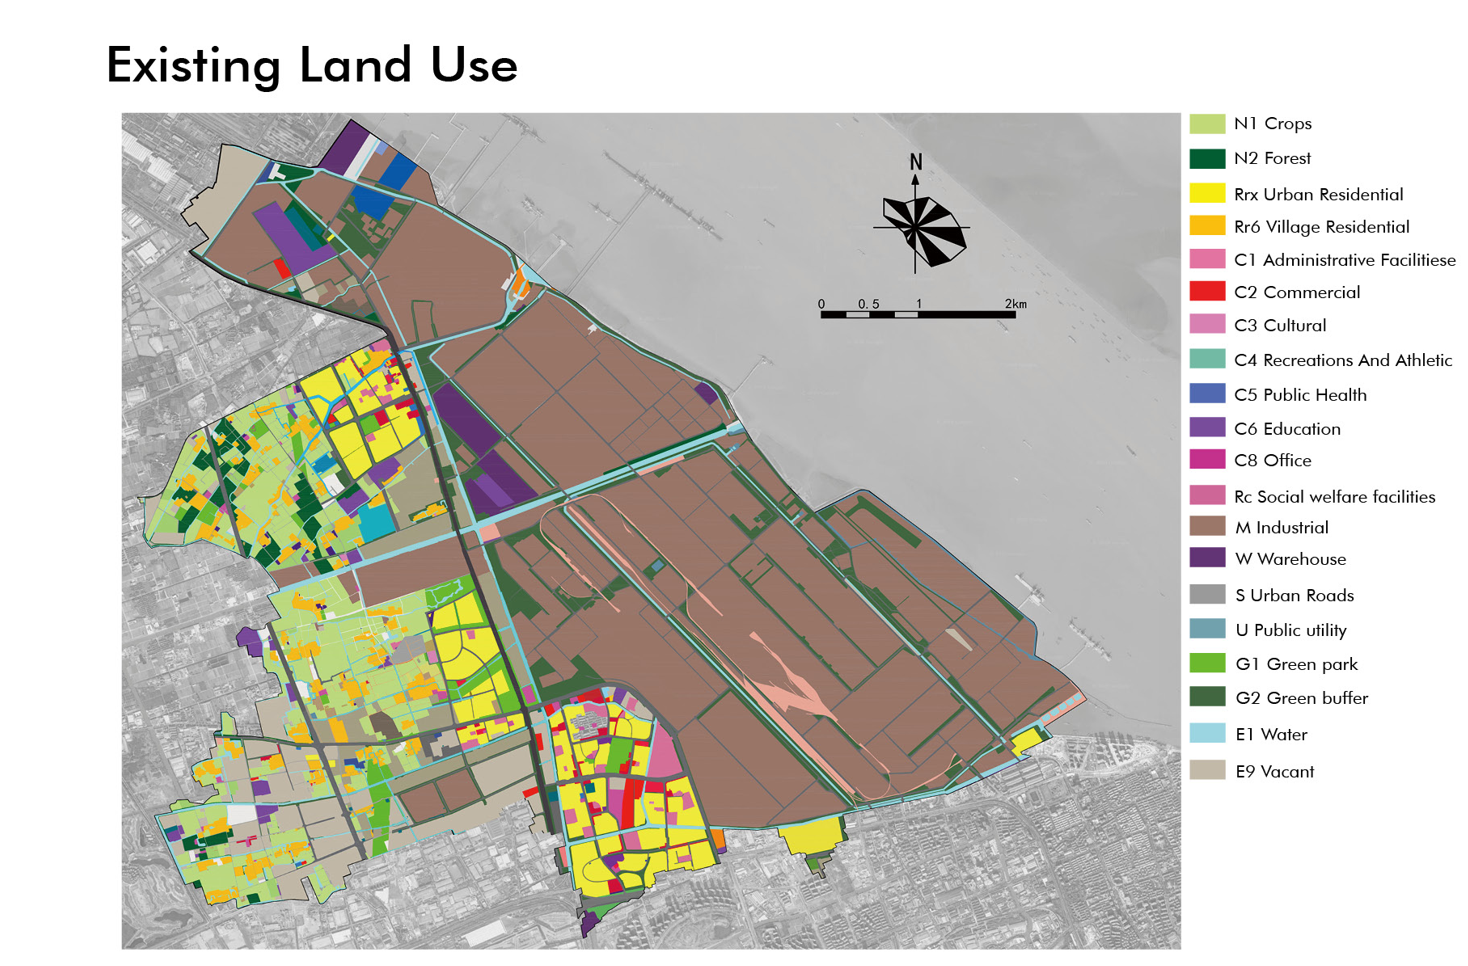 Existing Land Use
N
0 0.5 1 2km
N1 Crops
N2 Forest
Rrx Urban Residential
Rr6 Village Residential
C1 Administrative Facilitiese
C2 Commercial
C3 Cultural
C4 Recreations And Athletic
C5 Public Health
C6 Education
C8 Office
Rc Social welfare facilities
M Industrial
W Warehouse
S Urban Roads
U Public utility
G1 Green park
G2 Green buffer
E1 Water
E9 Vacant